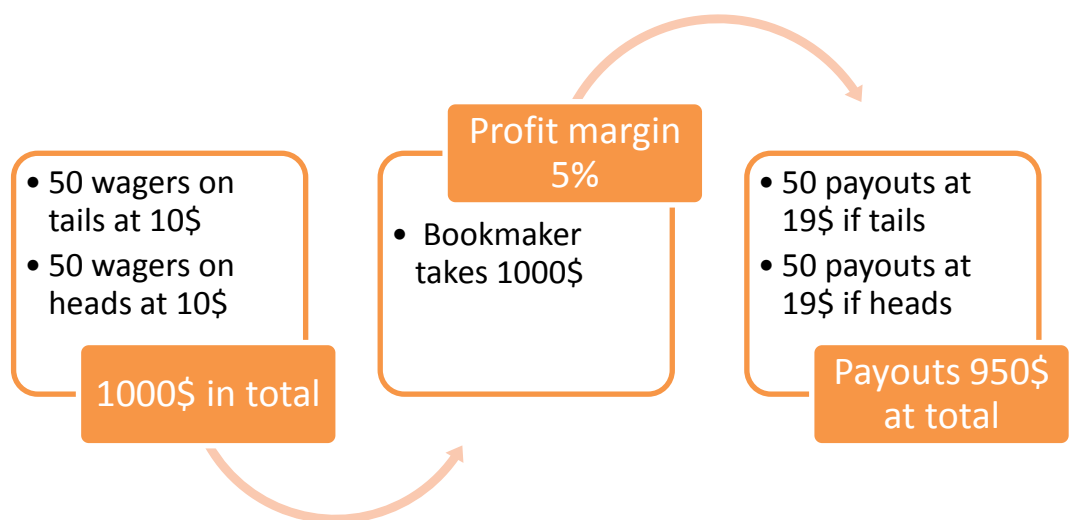 • 50 wagers on
tails at 10$
• 50 wagers on
heads at 10$
1000$ in total
Profit margin
5%
• Bookmaker
takes 1000$
• 50 payouts at
19$ if tails
• 50 payouts at
19$ if heads
Payouts 950$
at total